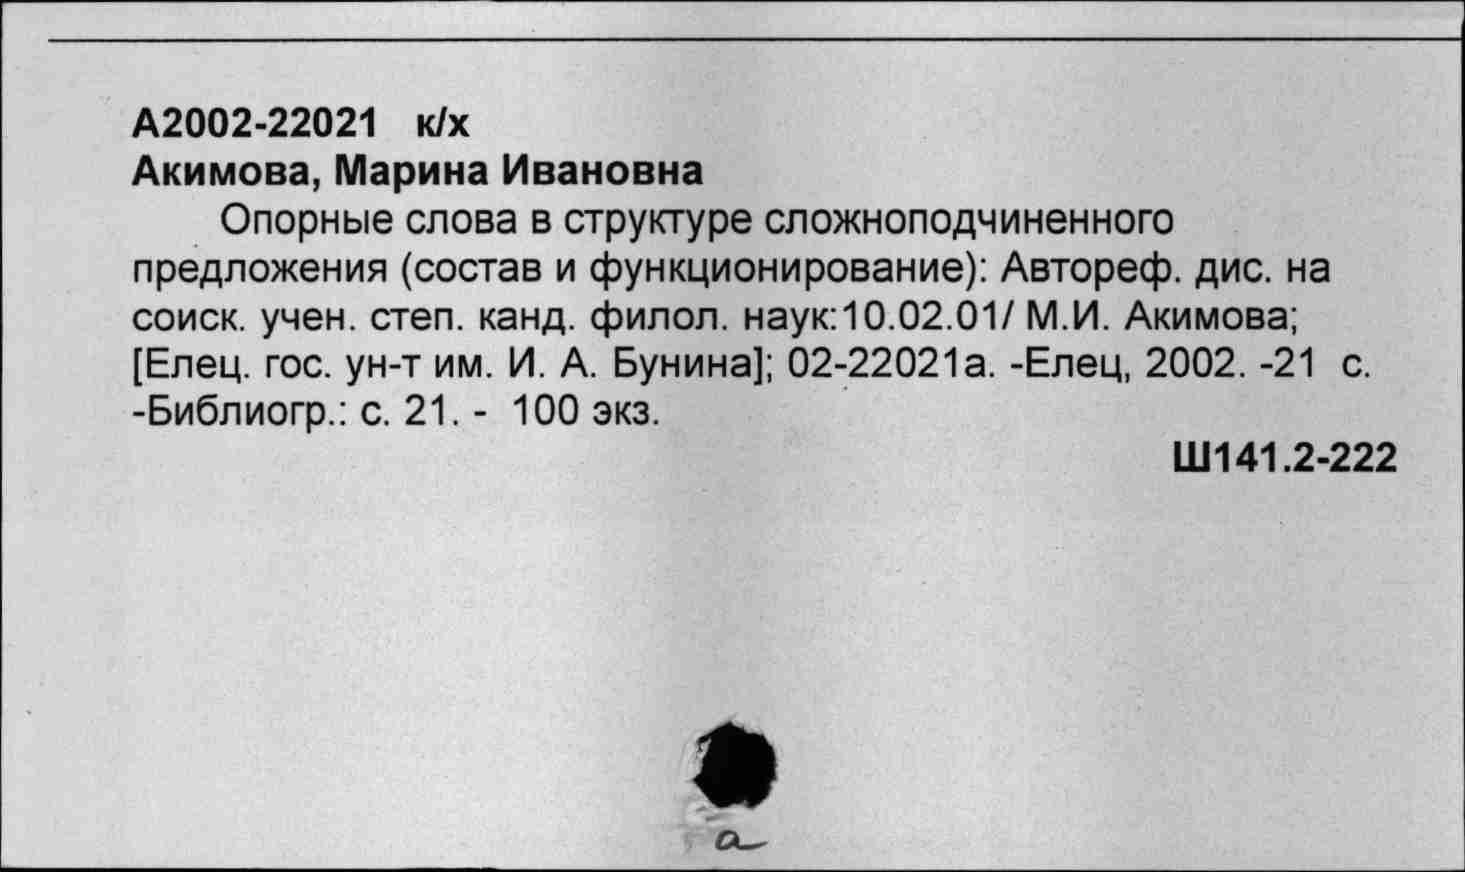 А2002-22021 к/х
Акимова, Марина Ивановна
Опорные слова в структуре сложноподчиненного
предложения (состав и функционирование): Автореф. дис. на
соиск. учен. степ. канд. филол. наук:10.02.01/ М.И. Акимова;
[Елец. гос. ун-т им. И. А. Бунина]; 02-22021а. -Елец, 2002. -21 с.
-Библиогр.: с. 21. - 100 экз.
Ш141.2-222
а